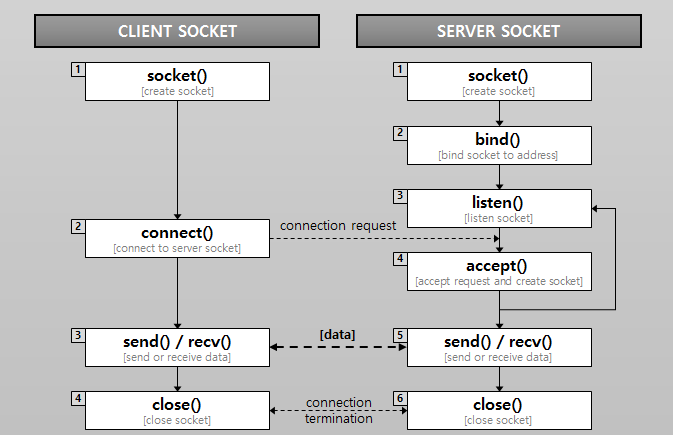 CLIENT SOCKET
SERVER SOCKET
1
socket()
[create socket]
1
socket()
[create socket]
2
bind()
[bind socket to address]
3
listen()
[listen socket]
2
connect()
[connect to server socket]
connection request
4
accept()
[accept request and create socket]
3
send() / recv()
[send or receive data]
[data]
5
send() / recv()
[send or receive data]
4
close()
[close socket]
connection
termination
6
close()
[close socket]